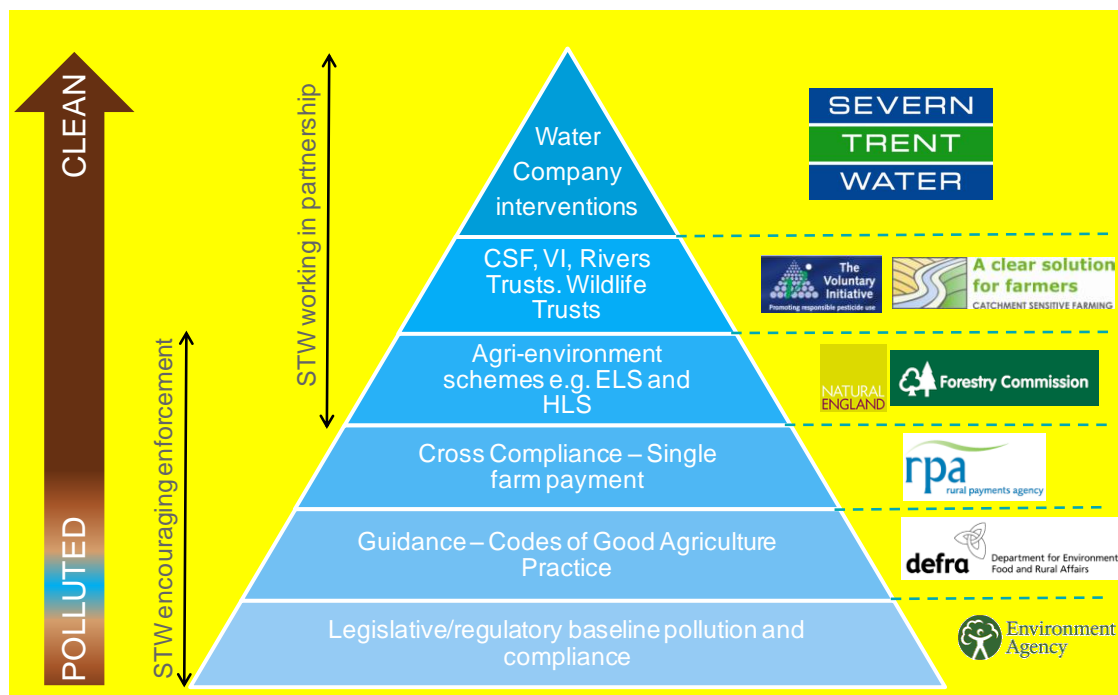 CLEAN
POLLUTED
STW working in partnership
STW encouraging enforcement
Water
Company
interventions
CSF, VI, Rivers
Trusts. Wildlife
Trusts
Agri-environment
schemes e.g. ELS and
HLS
Cross Compliance – Single
farm payment
Guidance – Codes of Good Agriculture
Practice
Legislative/regulatory baseline pollution and
compliance
SEVERN
TRENT
WATER
The
Voluntary
Initiative
Promoting responsible pesticide use
A clear solution
for farmers
CATCHMENT SENSITIVE FARMING
NATURAL
ENGLAND
Forestry Commission
rpa
rural payments agency
defra
Department for Environment
Food and Rural Affairs
Environment
Agency